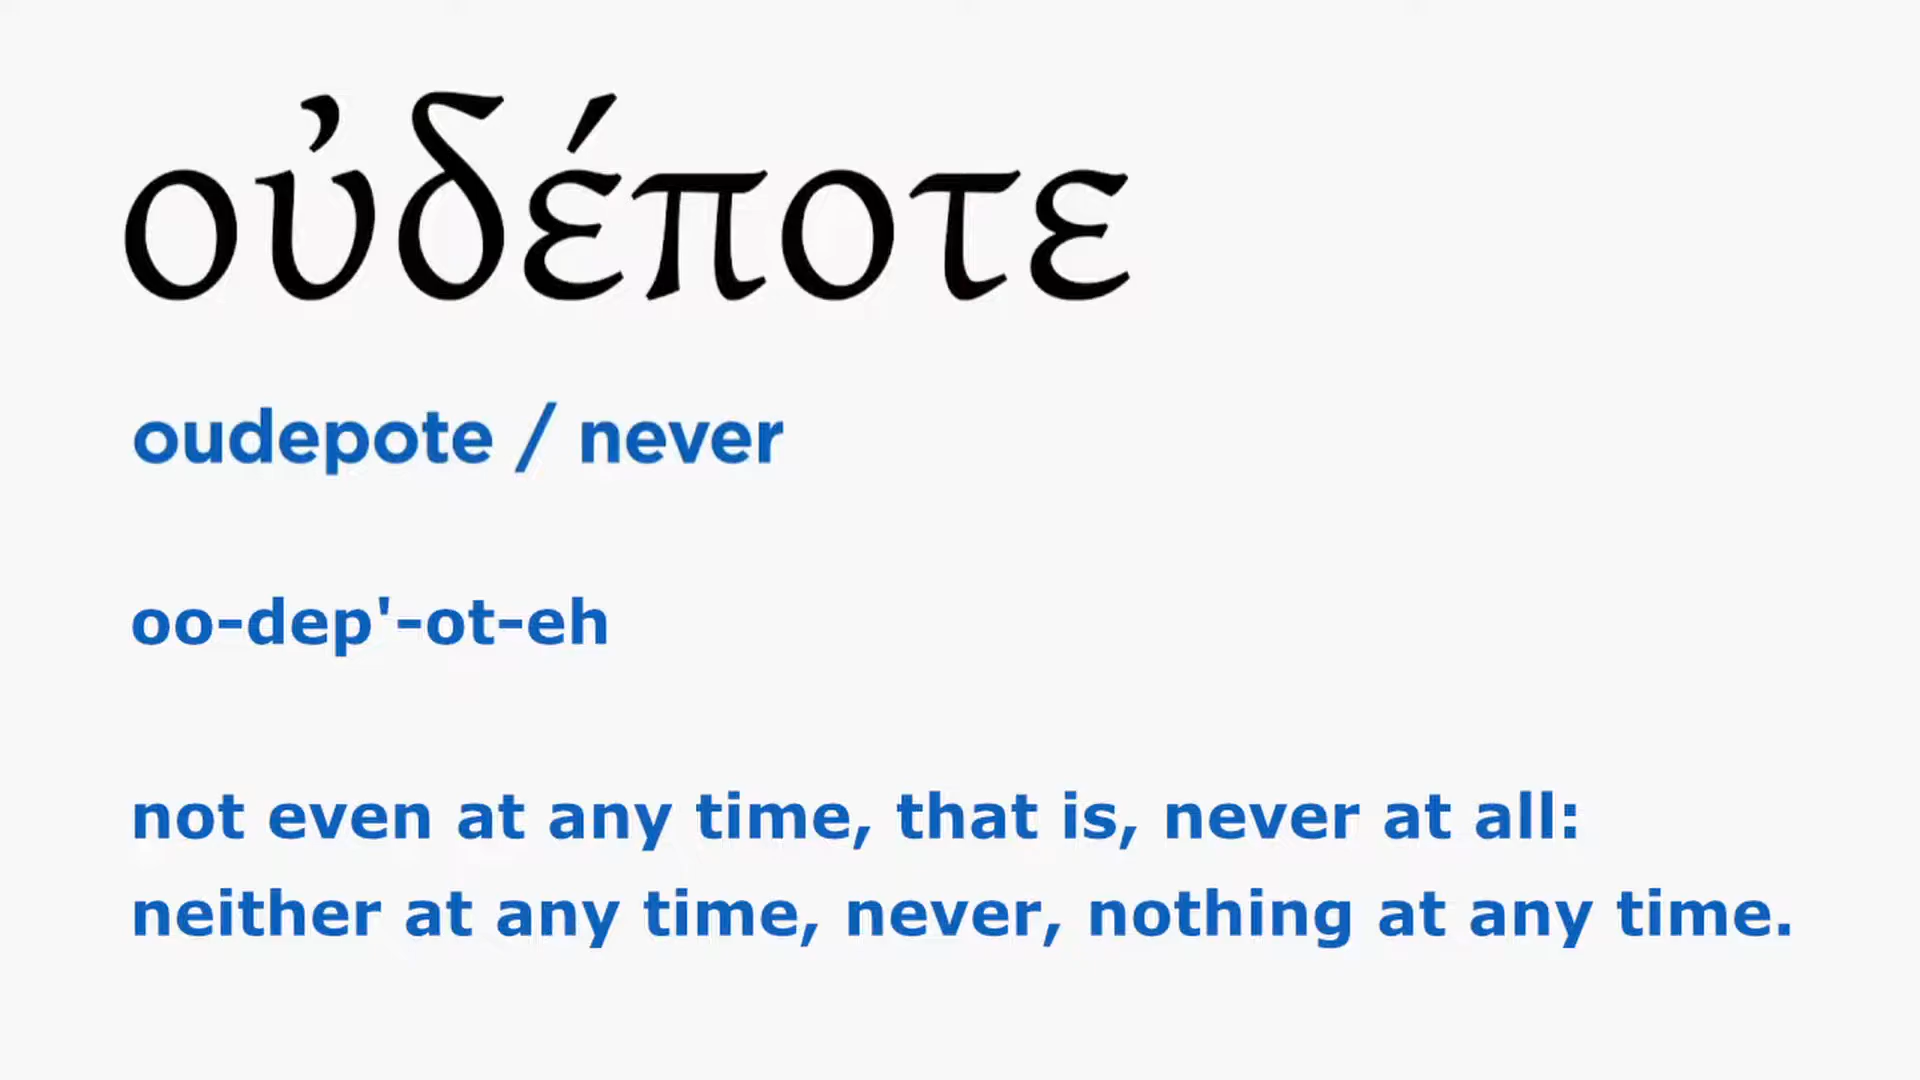 οὐδέποτε
oudepote / never
oo-dep'-ot-eh
not even at any time, that is, never at all:
neither at any time, never, nothing at any time.